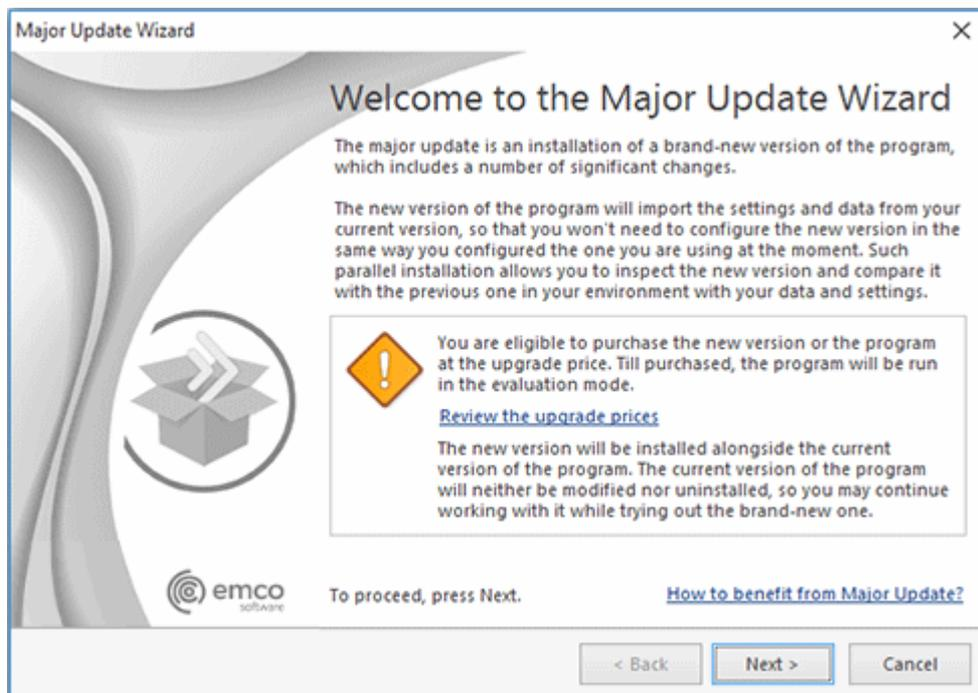 Major Update Wizard
Welcome to the Major Update Wizard
The major update is an installation of a brand-new version of the program,
which includes a number of significant changes.
The new version of the program will import the settings and data from your
current version, so that you won't need to configure the new version in the
same way you configured the one you are using at the moment. Such
parallel installation allows you to inspect the new version and compare it
with the previous one in your environment with your data and settings.
You are eligible to purchase the new version or the program
at the upgrade price. Till purchased, the program will be run
in the evaluation mode.
Review the upgrade prices
The new version will be installed alongside the current
version of the program. The current version of the program
will neither be modified nor uninstalled, so you may continue
working with it while trying out the brand-new one.
emco
software
To proceed, press Next.
How to benefit from Major Update?
< Back
Next >
Cancel